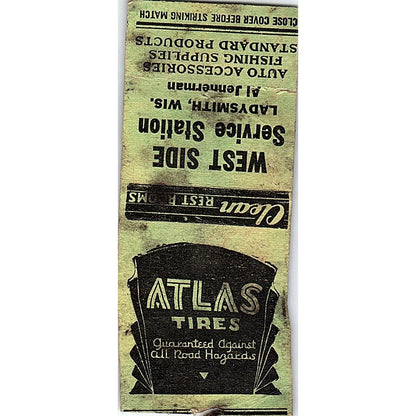 CLOSE COVER BEFORE STRIKING MATCH
WEST SIDE
Service Station
LADYSMITH, WIS.
Al Jennerman
AUTO ACCESSORIES
FISHING SUPPLIES
STANDARD PRODUCTS
Clean REST ROOMS
ATLAS
TIRES
Guaranteed Against
All Road Hazards